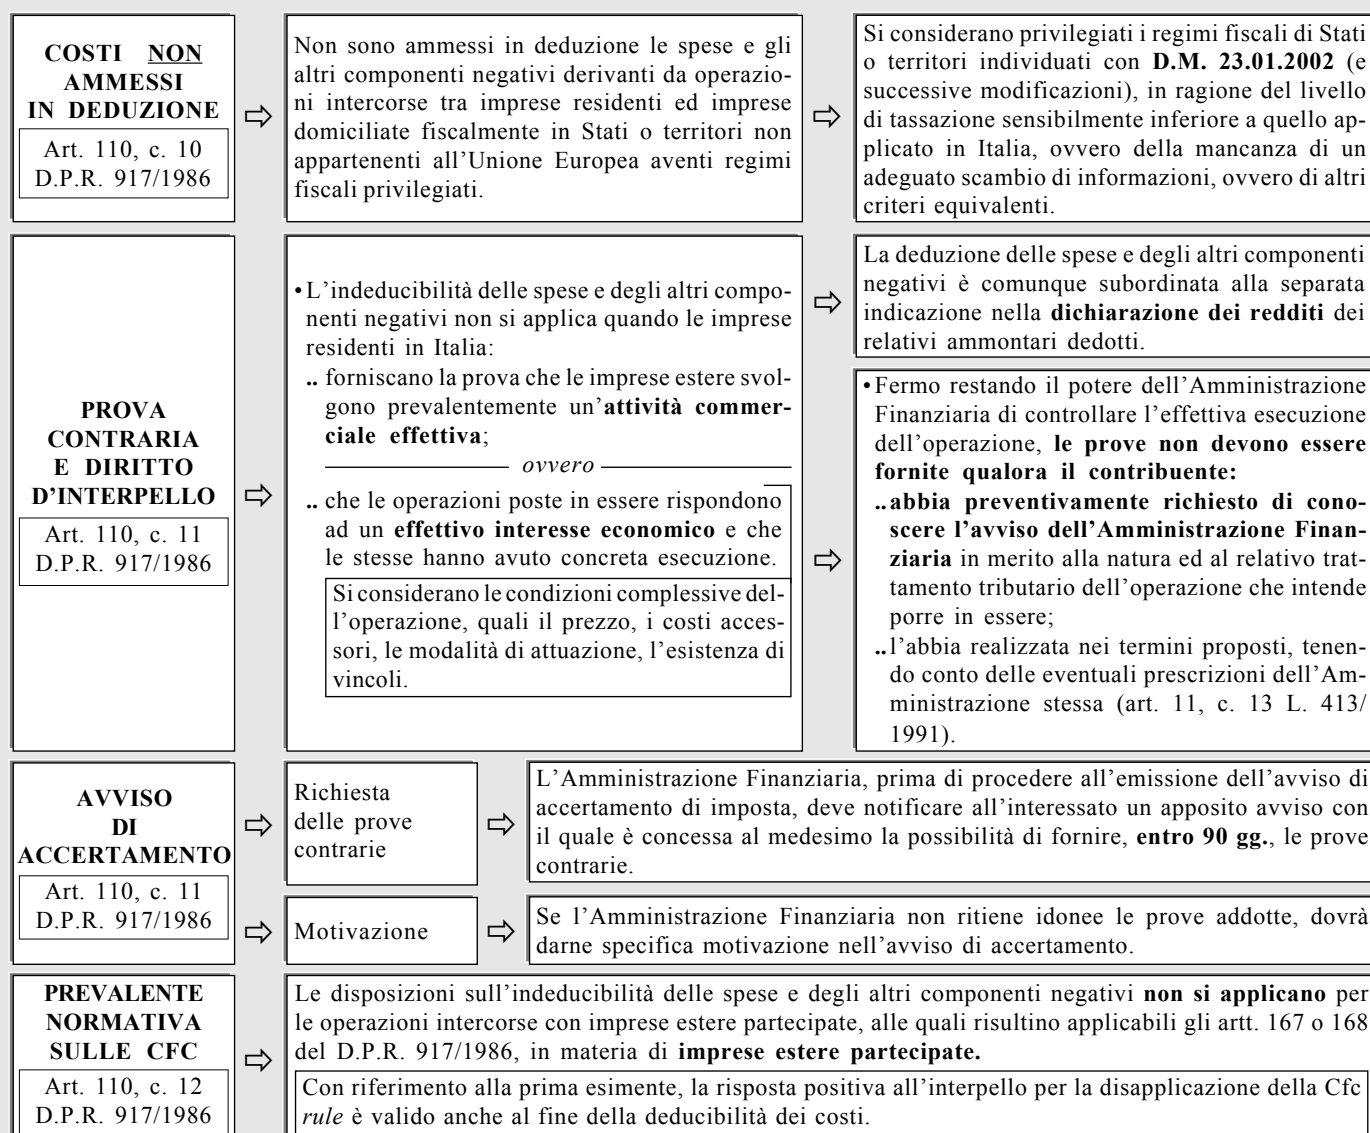 COSTI NON
AMMESSI
IN DEDUZIONE
Art. 110, c. 10
D.P.R. 917/1986
Non sono ammessi in deduzione le spese e gli
altri componenti negativi derivanti da operazio-
ni intercorse tra imprese residenti ed imprese
domiciliate fiscalmente in Stati o territori non
appartenenti all'Unione Europea aventi regimi
fiscali privilegiati.
Si considerano privilegiati i regimi fiscali di Stati
o territori individuati con D.M. 23.01.2002 (e
successive modificazioni), in ragione del livello
di tassazione sensibilmente inferiore a quello ap-
plicato in Italia, ovvero della mancanza di un
adeguato scambio di informazioni, ovvero di altri
criteri equivalenti.
PROVA
CONTRARIA
E DIRITTO
D'INTERPELLO
Art. 110, c. 11
D.P.R. 917/1986
• L'indeducibilità delle spese e degli altri compo-
nenti negativi non si applica quando le imprese
residenti in Italia:
.. forniscano la prova che le imprese estere svol-
gono prevalentemente un'attività commer-
ciale effettiva;
ovvero
.. che le operazioni poste in essere rispondono
ad un effettivo interesse economico e che
le stesse hanno avuto concreta esecuzione.
Si considerano le condizioni complessive del-
l'operazione, quali il prezzo, i costi acces-
sori, le modalità di attuazione, l'esistenza di
vincoli.
La deduzione delle spese e degli altri componenti
negativi è comunque subordinata alla separata
indicazione nella dichiarazione dei redditi dei
relativi ammontari dedotti.
• Fermo restando il potere dell'Amministrazione
Finanziaria di controllare l'effettiva esecuzione
dell'operazione, le prove non devono essere
fornite qualora il contribuente:
.. abbia preventivamente richiesto di cono-
scere l'avviso dell'Amministrazione Finan-
ziaria in merito alla natura ed al relativo trat-
tamento tributario dell'operazione che intende
porre in essere;
.. l'abbia realizzata nei termini proposti, tenen-
do conto delle eventuali prescrizioni dell'Am-
ministrazione stessa (art. 11, c. 13 L. 413/
1991).
AVVISO
DI
ACCERTAMENTO
Art. 110, c. 11
D.P.R. 917/1986
Richiesta
delle prove
contrarie
L'Amministrazione Finanziaria, prima di procedere all'emissione dell'avviso di
accertamento di imposta, deve notificare all'interessato un apposito avviso con
il quale è concessa al medesimo la possibilità di fornire, entro 90 gg., le prove
contrarie.
Motivazione
Se l'Amministrazione Finanziaria non ritiene idonee le prove addotte, dovrà
darne specifica motivazione nell'avviso di accertamento.
PREVALENTE
NORMATIVA
SULLE CFC
Art. 110, c. 12
D.P.R. 917/1986
Le disposizioni sull'indeducibilità delle spese e degli altri componenti negativi non si applicano per
le operazioni intercorse con imprese estere partecipate, alle quali risultino applicabili gli artt. 167 o 168
del D.P.R. 917/1986, in materia di imprese estere partecipate.
Con riferimento alla prima esimente, la risposta positiva all'interpello per la disapplicazione della Cfc
rule è valido anche al fine della deducibilità dei costi.